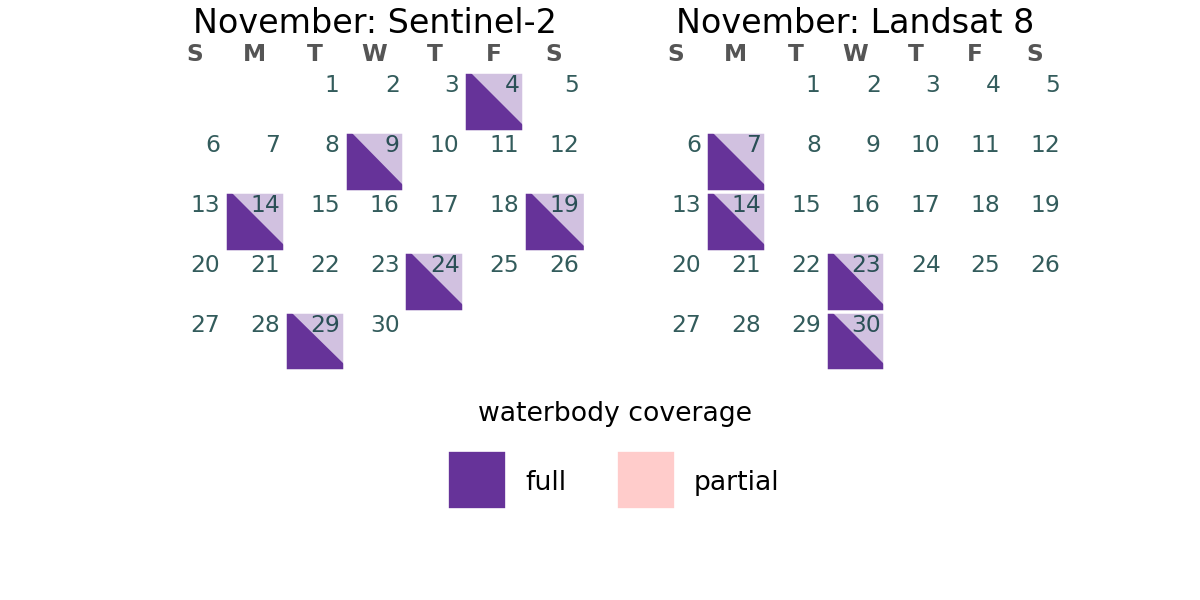 November: Sentinel-2
S M T W T F S
1 2 3 4 5
6 7 8 9 10 11 12
13 14 15 16 17 18 19
20 21 22 23 24 25 26
27 28 29 30
November: Landsat 8
S M T W T F S
1 2 3 4 5
6 7 8 9 10 11 12
13 14 15 16 17 18 19
20 21 22 23 24 25 26
27 28 29 30
waterbody coverage
full partial